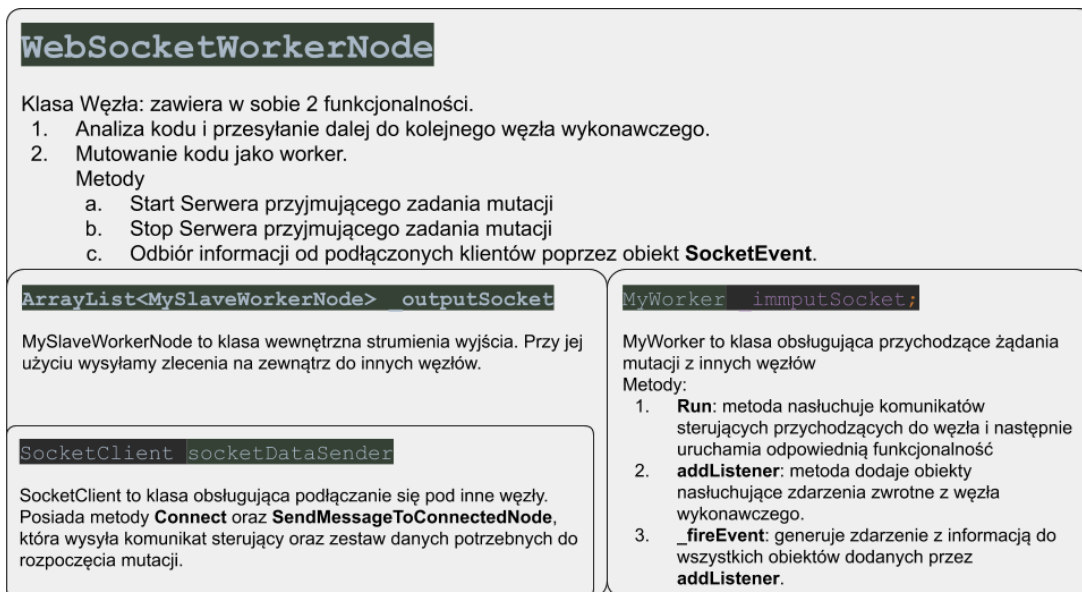 WebSocketWorkerNode
Klasa Węzła: zawiera w sobie 2 funkcjonalności.
1. Analiza kodu i przesyłanie dalej do kolejnego węzła wykonawczego.
2. Mutowanie kodu jako worker.
Metody
a. Start Serwera przyjmującego zadania mutacji
b. Stop Serwera przyjmującego zadania mutacji
c. Odbiór informacji od podłączonych klientów poprzez obiekt SocketEvent.
ArrayList<MySlaveWorkerNode> _outputSocket
MySlaveWorkerNode to klasa wewnętrzna strumienia wyjścia. Przy jej
użyciu wysyłamy zlecenia na zewnątrz do innych węzłów.
SocketClient socketDataSender
SocketClient to klasa obsługująca podłączanie się pod inne węzły.
Posiada metody Connect oraz SendMessageToConnectedNode,
która wysyła komunikat sterujący oraz zestaw danych potrzebnych do
rozpoczęcia mutacji.
MyWorker _immputSocket;
MyWorker to klasa obsługująca przychodzące żądania
mutacji z innych węzłów
Metody:
1. Run: metoda nasłuchuje komunikatów
sterujących przychodzących do węzła i następnie
uruchamia odpowiednią funkcjonalność
2. addListener: metoda dodaje obiekty
nasłuchujące zdarzenia zwrotne z węzła
wykonawczego.
3. _fireEvent: generuje zdarzenie z informacją do
wszystkich obiektów dodanych przez
addListener.